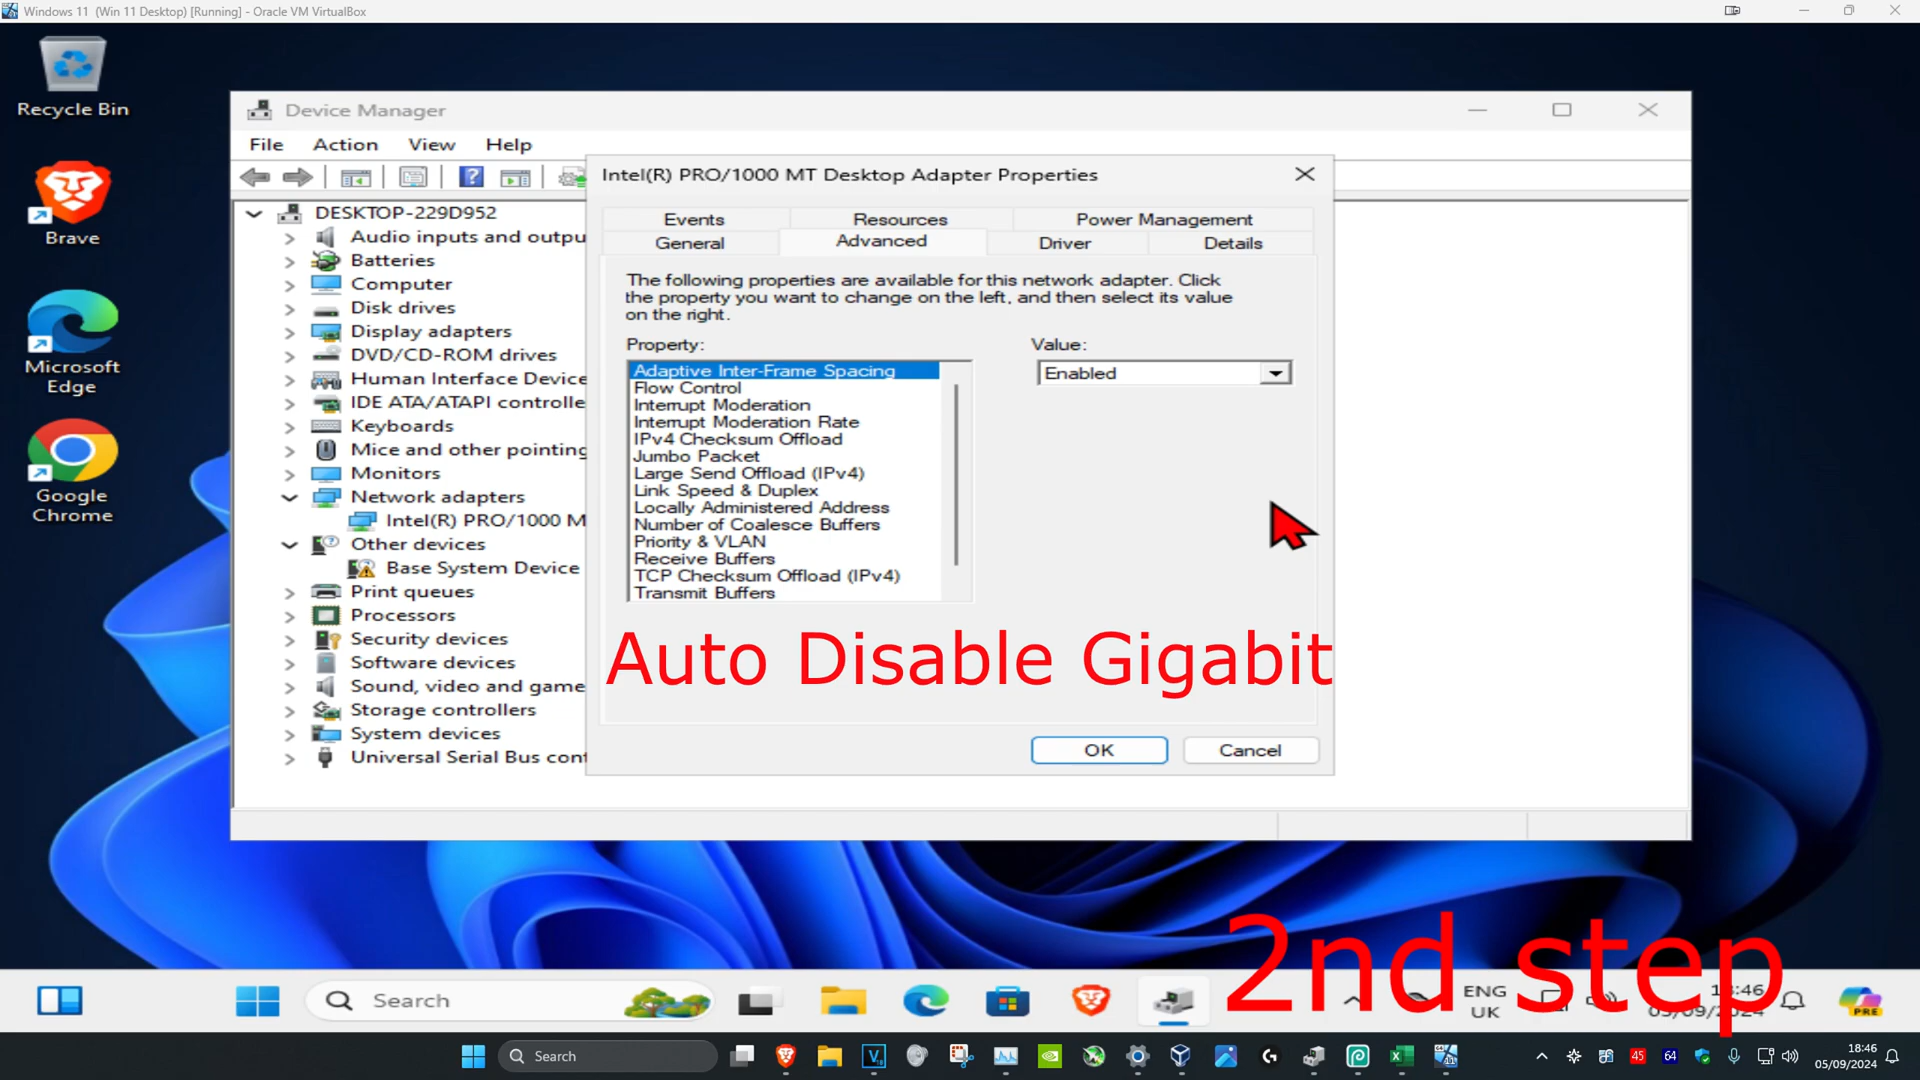 Windows 11  (Win 11 Desktop) [Running] - Oracle VM VirtualBox
Recycle Bin
Brave
Microsoft
Edge
Google
Chrome
Device Manager
File Action View Help
DESKTOP-229D952
Audio inputs and outpu
Batteries
Computer
Disk drives
Display adapters
DVD/CD-ROM drives
Human Interface Device
IDE ATA/ATAPI controlle
Keyboards
Mice and other pointing
Monitors
Network adapters
Intel(R) PRO/1000 M
Other devices
Base System Device
Print queues
Processors
Security devices
Software devices
Sound, video and game
Storage controllers
System devices
Universal Serial Bus cont
Intel(R) PRO/1000 MT Desktop Adapter Properties
Events Resources Power Management
General Advanced Driver Details
The following properties are available for this network adapter. Click
the property you want to change on the left, and then select its value
on the right.
Property:
Value:
Adaptive Inter-Frame Spacing
Flow Control
Interrupt Moderation
Interrupt Moderation Rate
IPv4 Checksum Offload
Jumbo Packet
Large Send Offload (IPv4)
Link Speed & Duplex
Locally Administered Address
Number of Coalesce Buffers
Priority & VLAN
Receive Buffers
TCP Checksum Offload (IPv4)
Transmit Buffers
Enabled
Auto Disable Gigabit
OK Cancel
2nd step
Search
ENG
UK
18:46
05/09/2024
PRE
Search
45
64
18:46
05/09/2024